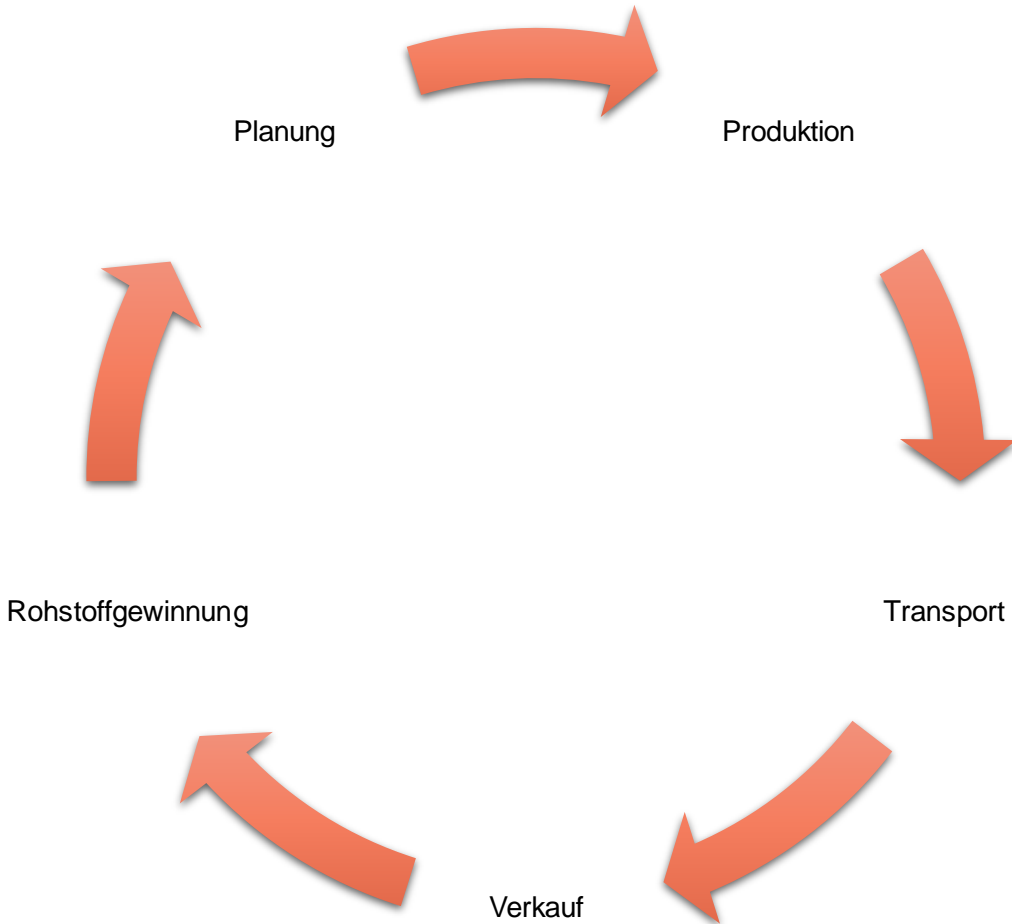 Planung
Produktion
Rohstoffgewinnung
Transport
Verkauf